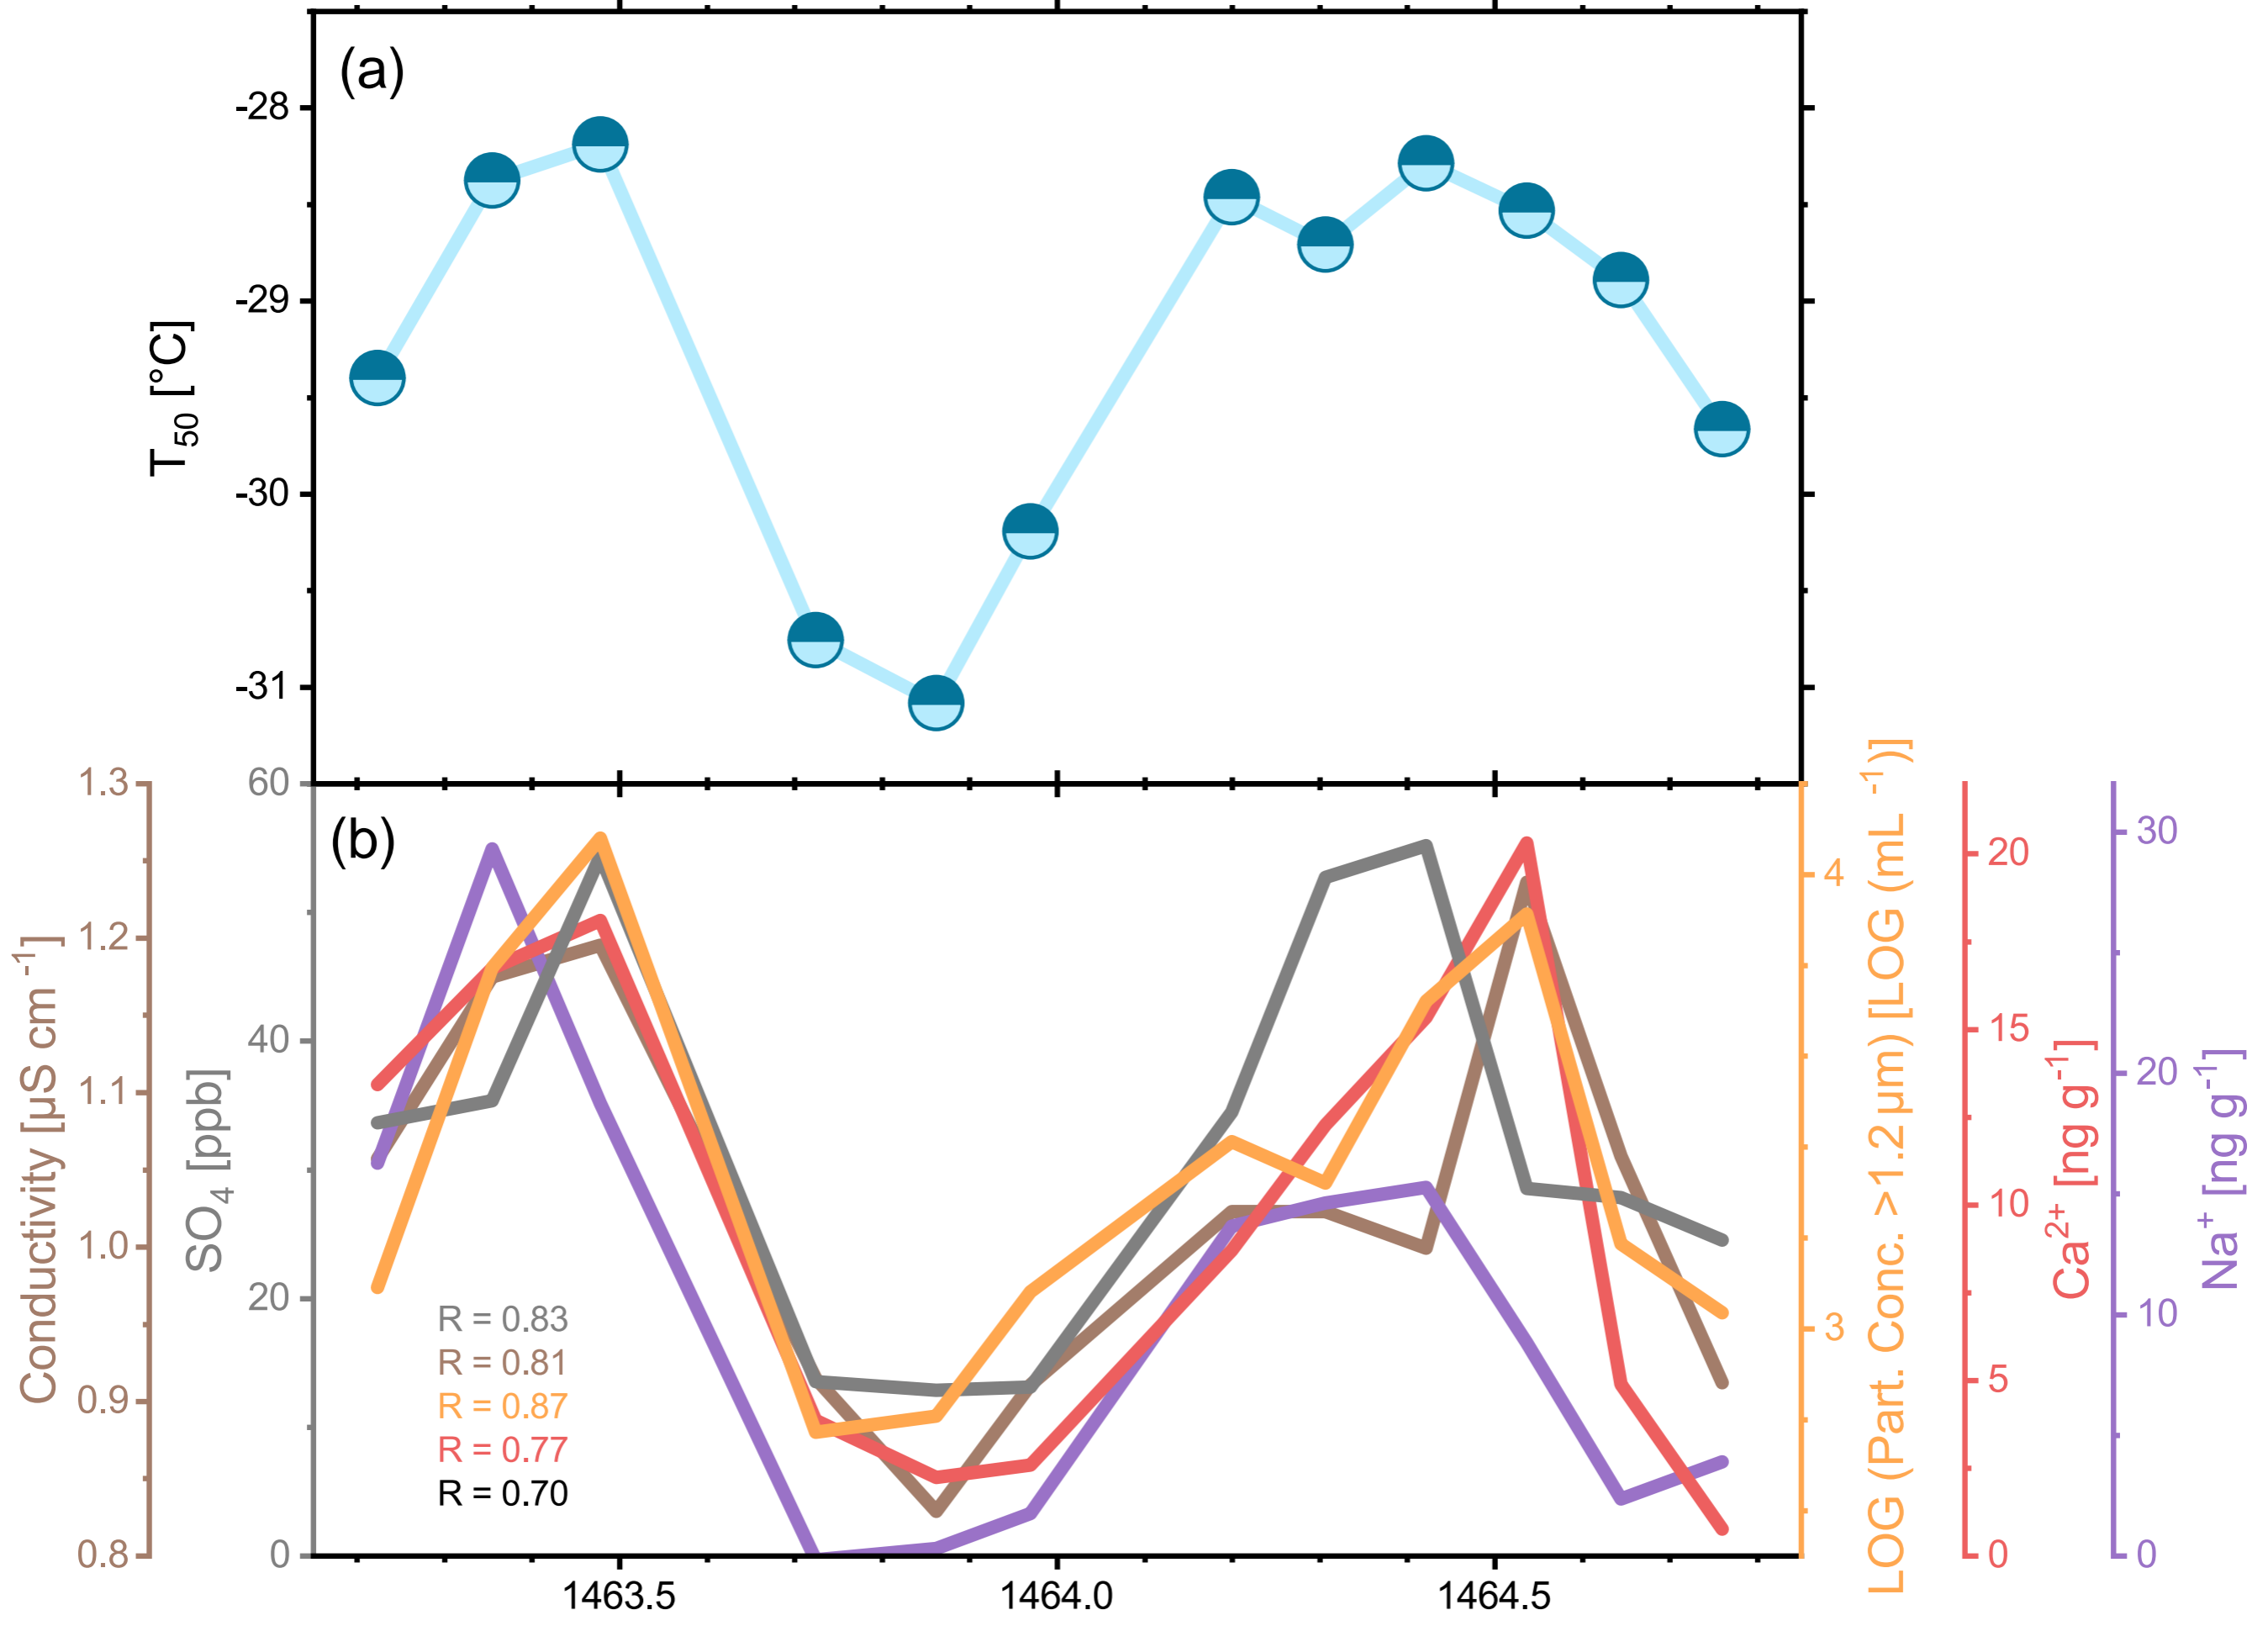 (a)
-28
-29
-30
-31
T50 [°C]
(b)
1.3
1.2
1.1
1.0
0.9
0.8
Conductivity [µS cm -1]
60
40
20
0
SO4 [ppb]
R = 0.83
R = 0.81
R = 0.87
R = 0.77
R = 0.70
4
3
LOG (Part. Conc. >1.2 µm) [LOG (mL -1)]
20
15
10
5
0
Ca2+ [ng g-1]
30
20
10
0
Na+ [ng g-1]
1463.5
1464.0
1464.5